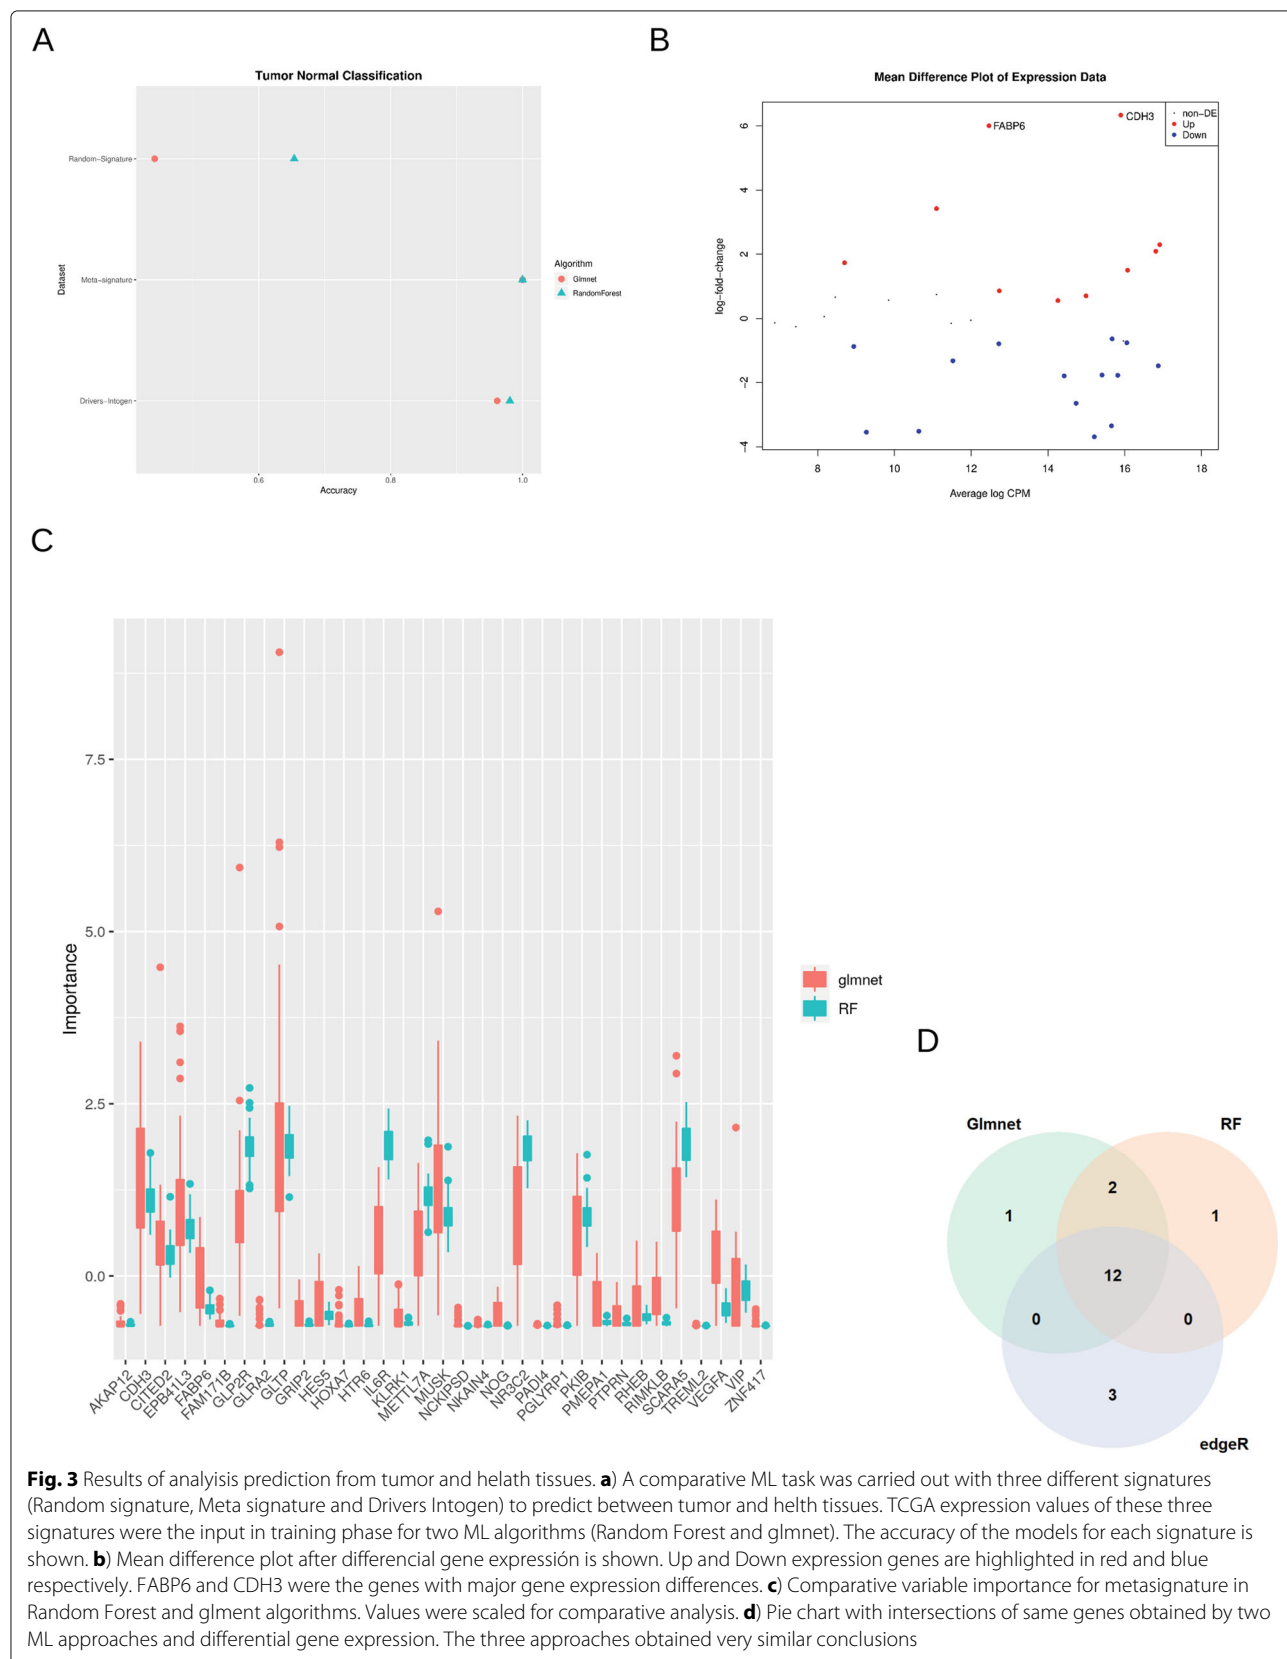 A
Tumor Normal Classification
Random−Signature
Meta−signature
Drivers−Intogen
Dataset
0.6
0.8
1.0
Accuracy
Algorithm
Glmnet
RandomForest
B
Mean Difference Plot of Expression Data
6
4
2
0
−2
−4
log−fold−change
FABP6
CDH3
non−DE
Up
Down
8
10
12
14
16
18
Average log CPM
C
7.5
5.0
2.5
0.0
Importance
AKAP12
CDH3
CITED2
EPB41L3
FABP6
FAM171B
GLP2R
GLRA2
GLTP
GRIP2
HES5
HOXA7
HTR6
IL6R
KLRK1
METTL7A
MUSK
NCKIPSD
NKAIN4
NOG
NR3C2
PADI4
PGLYRP1
PKIB
PMEPA1
PTPRN
RHEB
RIMKLB
SCARA5
TREML2
VEGFA
VIP
ZNF417
glmnet
RF
D
Glmnet
RF
2
1
1
12
0
0
3
edgeR
Fig. 3 Results of analyisis prediction from tumor and helath tissues. a) A comparative ML task was carried out with three different signatures
(Random signature, Meta signature and Drivers Intogen) to predict between tumor and helth tissues. TCGA expression values of these three
signatures were the input in training phase for two ML algorithms (Random Forest and glmnet). The accuracy of the models for each signature is
shown. b) Mean difference plot after differencial gene expressión is shown. Up and Down expression genes are highlighted in red and blue
respectively. FABP6 and CDH3 were the genes with major gene expression differences. c) Comparative variable importance for metasignature in
Random Forest and glment algorithms. Values were scaled for comparative analysis. d) Pie chart with intersections of same genes obtained by two
ML approaches and differential gene expression. The three approaches obtained very similar conclusions